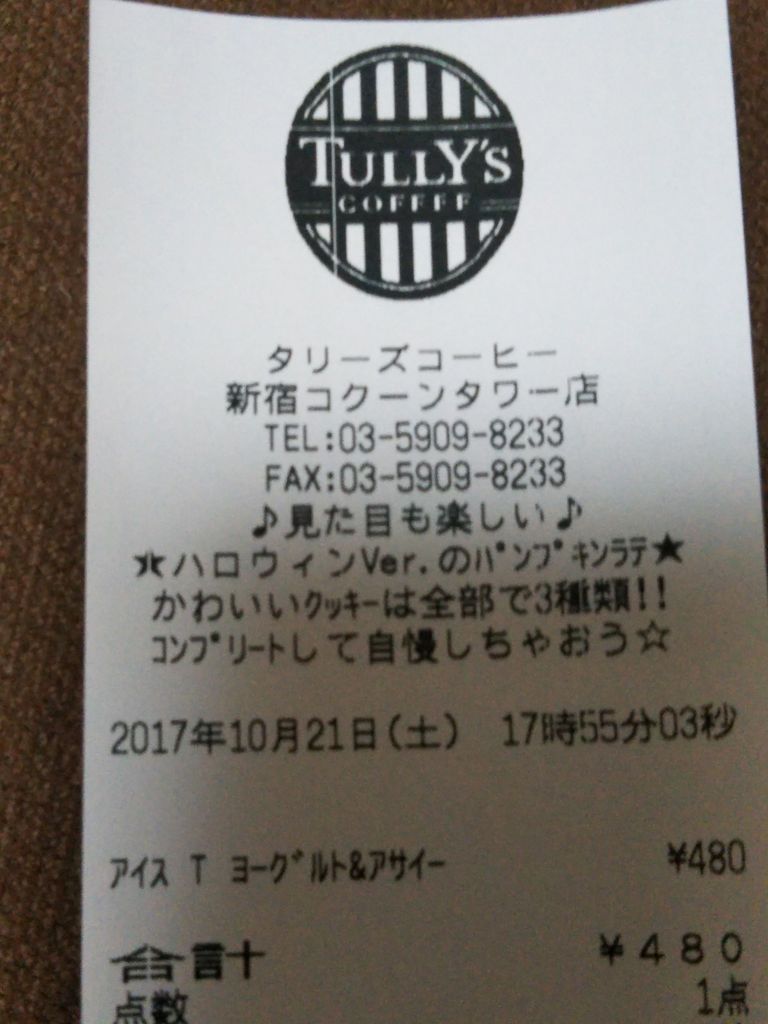 TULLY'S
COFFEE
タリーズコーヒー
新宿コクーンタワー店
TEL:03-5909-8233
FAX:03-5909-8233
♪見た目も楽しい♪
★ハロウィンVer.のパンプキンラテ★
かわいいクッキーは全部で3種類!!
コンプリートして自慢しちゃおう☆
2017年10月21日(土) 17時55分03秒
アイス T ヨーグルト&アサイー ¥480
合計 ¥480
点数 1点